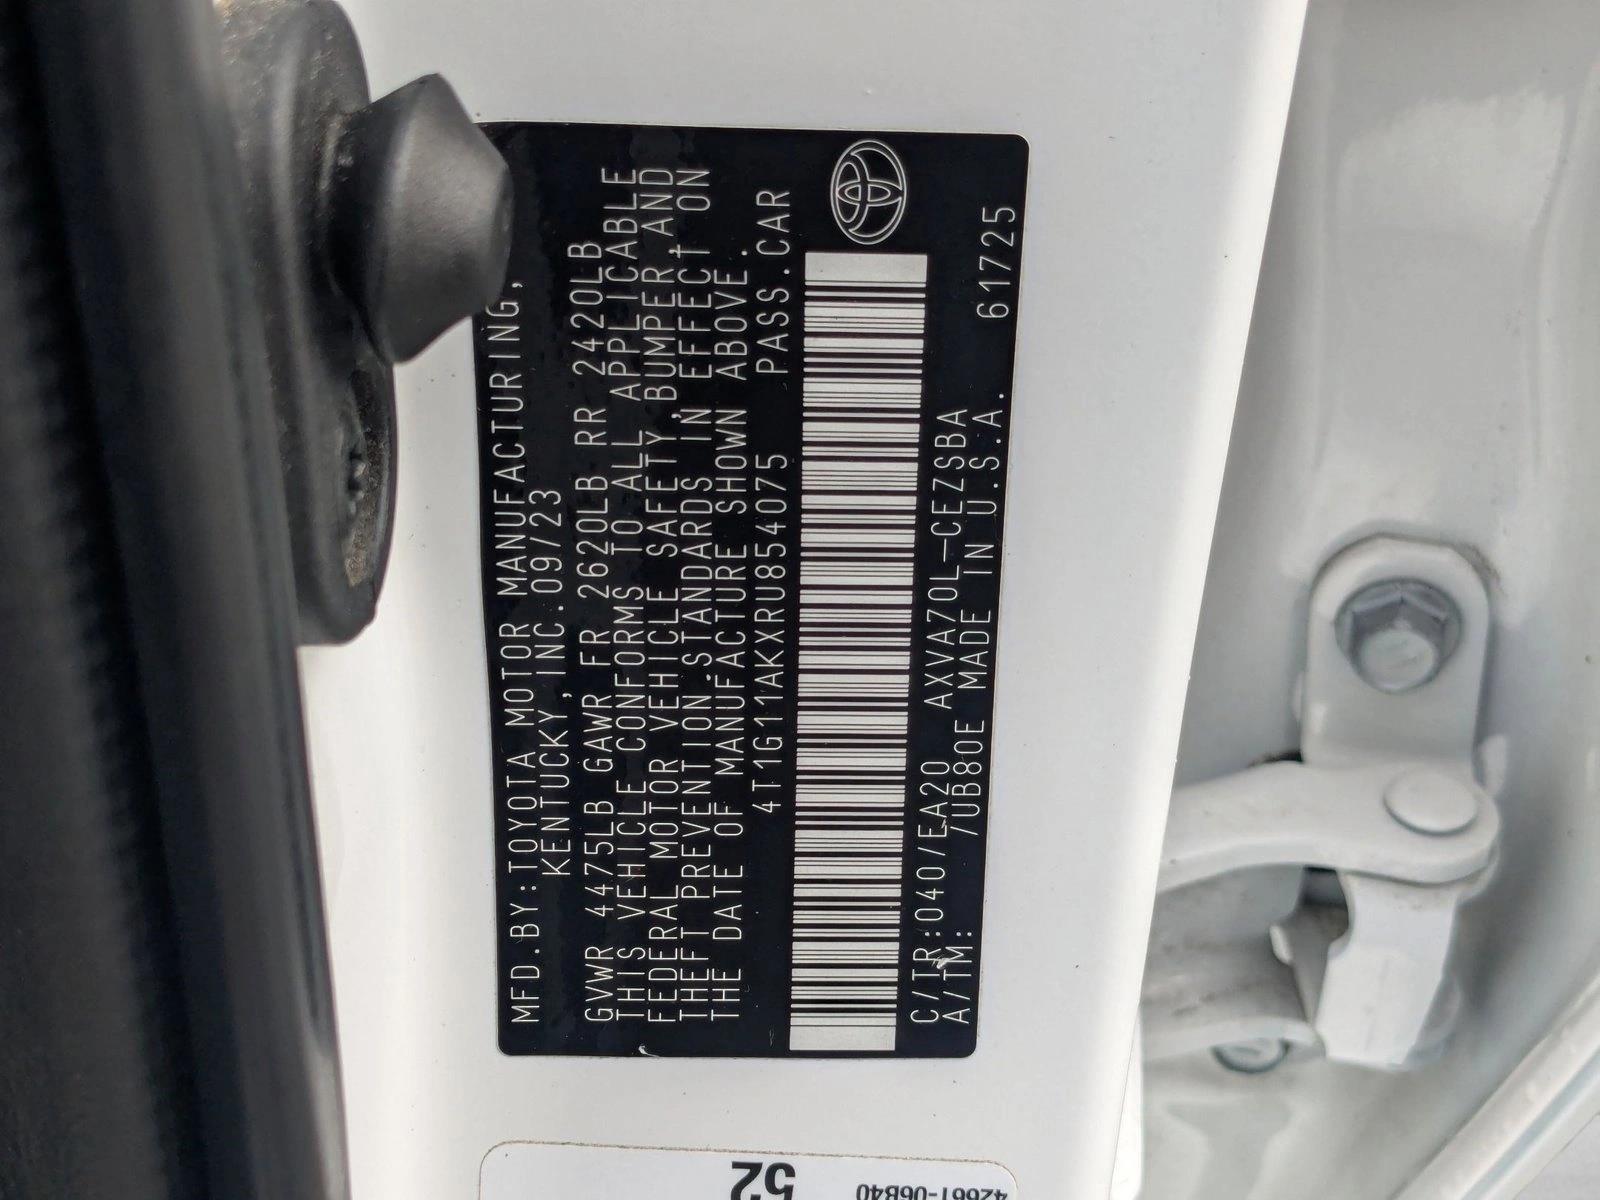 MFD.BY:TOYOTA MOTOR MANUFACTURING,
KENTUCKY,INC.09/23
GVWR 4475LB GAWR FR 2620LB RR 2420LB
THIS VEHICLE CONFORMS TO ALL APPLICABLE
FEDERAL MOTOR VEHICLE SAFETY,BUMPER,AND
THEFT PREVENTION STANDARDS IN EFFECT ON
THE DATE OF MANUFACTURE SHOWN ABOVE.
4T1G11AKXRU854075 PASS.CAR
C/TR:040/EA20 AXVA70L-CEZSBA 61725
A/TM: /UB80E MADE IN U.S.A.
52
42661-06B40